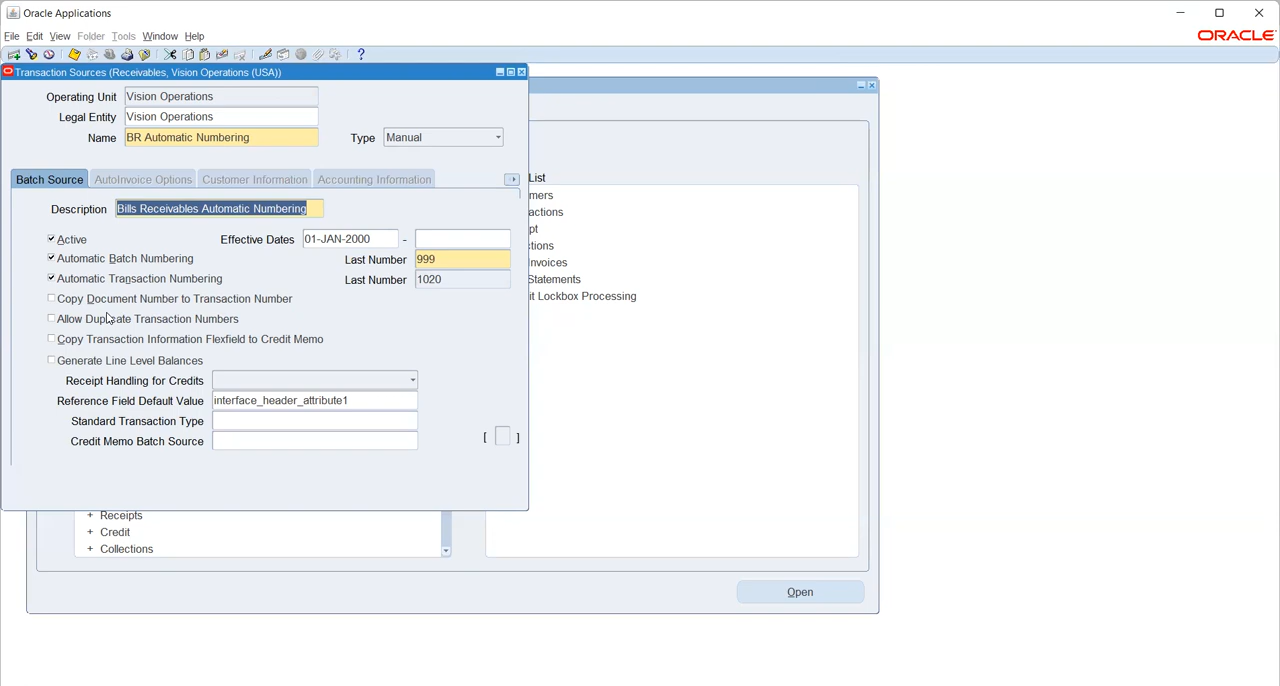 Oracle Applications
File Edit View Folder Tools Window Help
ORACLE
Transaction Sources (Receivables, Vision Operations (USA))
Operating Unit Vision Operations
Legal Entity Vision Operations
Name BR Automatic Numbering Type Manual
Batch Source AutoInvoice Options Customer Information Accounting Information
List
Description Bills Receivables Automatic Numbering
mers
actions
pt
Active Effective Dates 01-JAN-2000 -
tions
Automatic Batch Numbering Last Number 999
Invoices
Automatic Transaction Numbering Last Number 1020
Statements
Copy Document Number to Transaction Number
it Lockbox Processing
Allow Duplicate Transaction Numbers
Copy Transaction Information Flexfield to Credit Memo
Generate Line Level Balances
Receipt Handling for Credits
Reference Field Default Value interface_header_attribute1
Standard Transaction Type
Credit Memo Batch Source [ ]
+ Receipts
+ Credit
+ Collections
Open